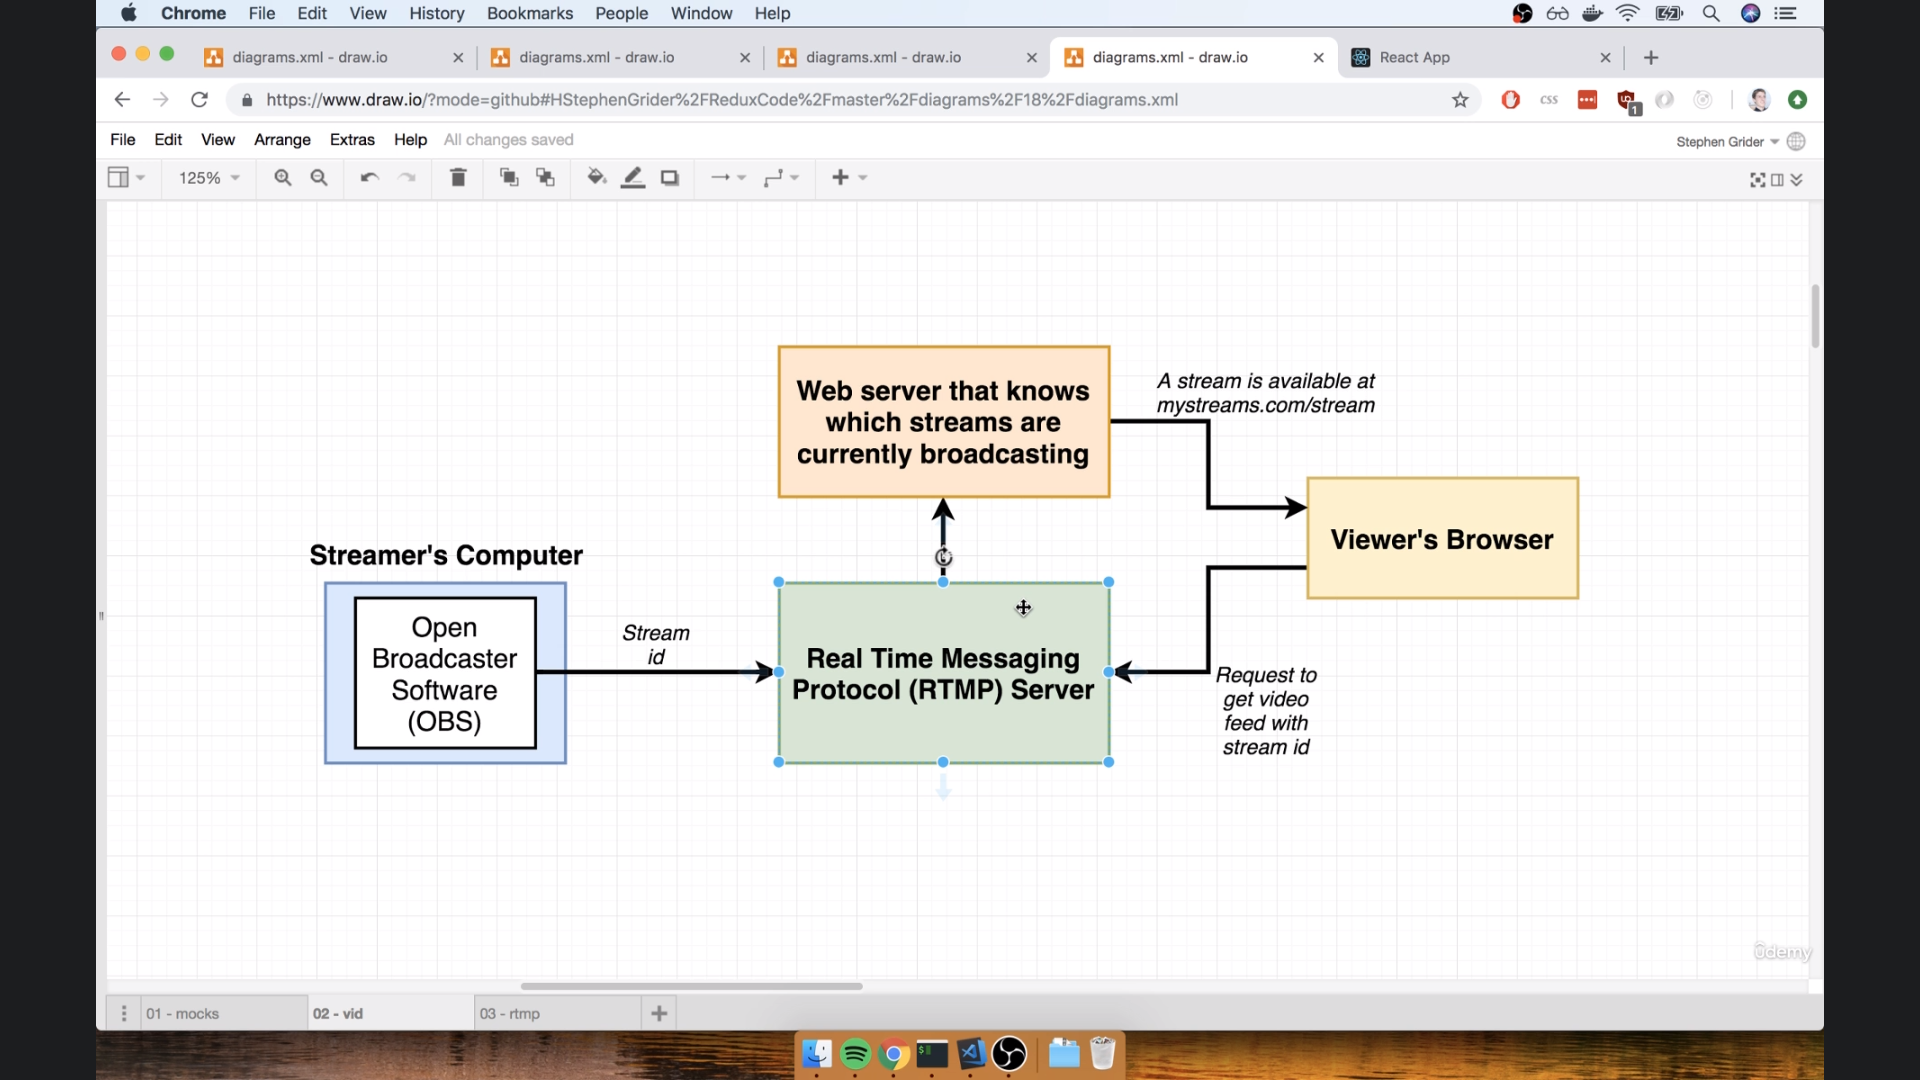 Chrome File Edit View History Bookmarks People Window Help
diagrams.xml - draw.io
diagrams.xml - draw.io
diagrams.xml - draw.io
diagrams.xml - draw.io
React App
https://www.draw.io/?mode=github#HStephenGrider%2FReduxCode%2Fmaster%2Fdiagrams%2F18%2Fdiagrams.xml
CSS
1
File Edit View Arrange Extras Help All changes saved
Stephen Grider
125%
Web server that knows
which streams are
currently broadcasting
A stream is available at
mystreams.com/stream
Viewer's Browser
Streamer's Computer
Open
Broadcaster
Software
(OBS)
Stream
id
Real Time Messaging
Protocol (RTMP) Server
Request to
get video
feed with
stream id
udemy
01 - mocks
02 - vid
03 - rtmp